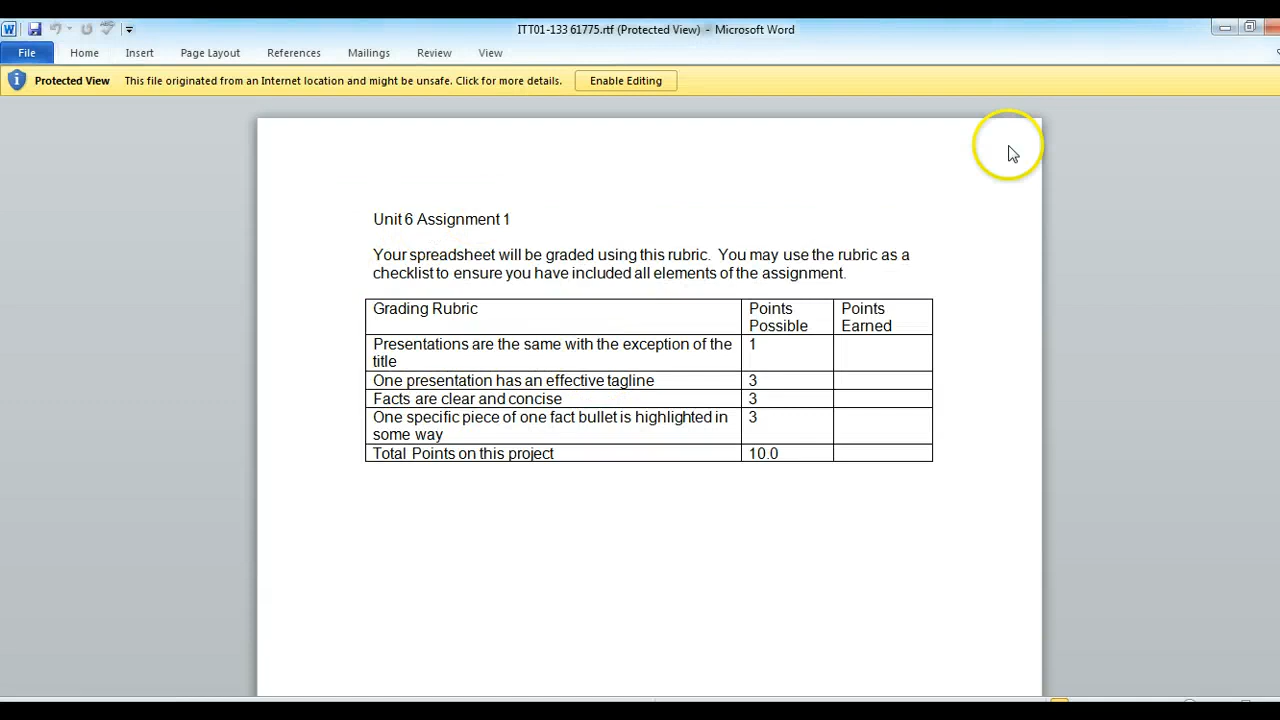 ITT01-133 61775.rtf (Protected View) - Microsoft Word
File Home Insert Page Layout References Mailings Review View
Protected View This file originated from an Internet location and might be unsafe. Click for more details. Enable Editing
Unit 6 Assignment 1
Your spreadsheet will be graded using this rubric. You may use the rubric as a
checklist to ensure you have included all elements of the assignment.
Grading Rubric Points Points
Possible Earned
Presentations are the same with the exception of the 1
title
One presentation has an effective tagline 3
Facts are clear and concise 3
One specific piece of one fact bullet is highlighted in 3
some way
Total Points on this project 10.0